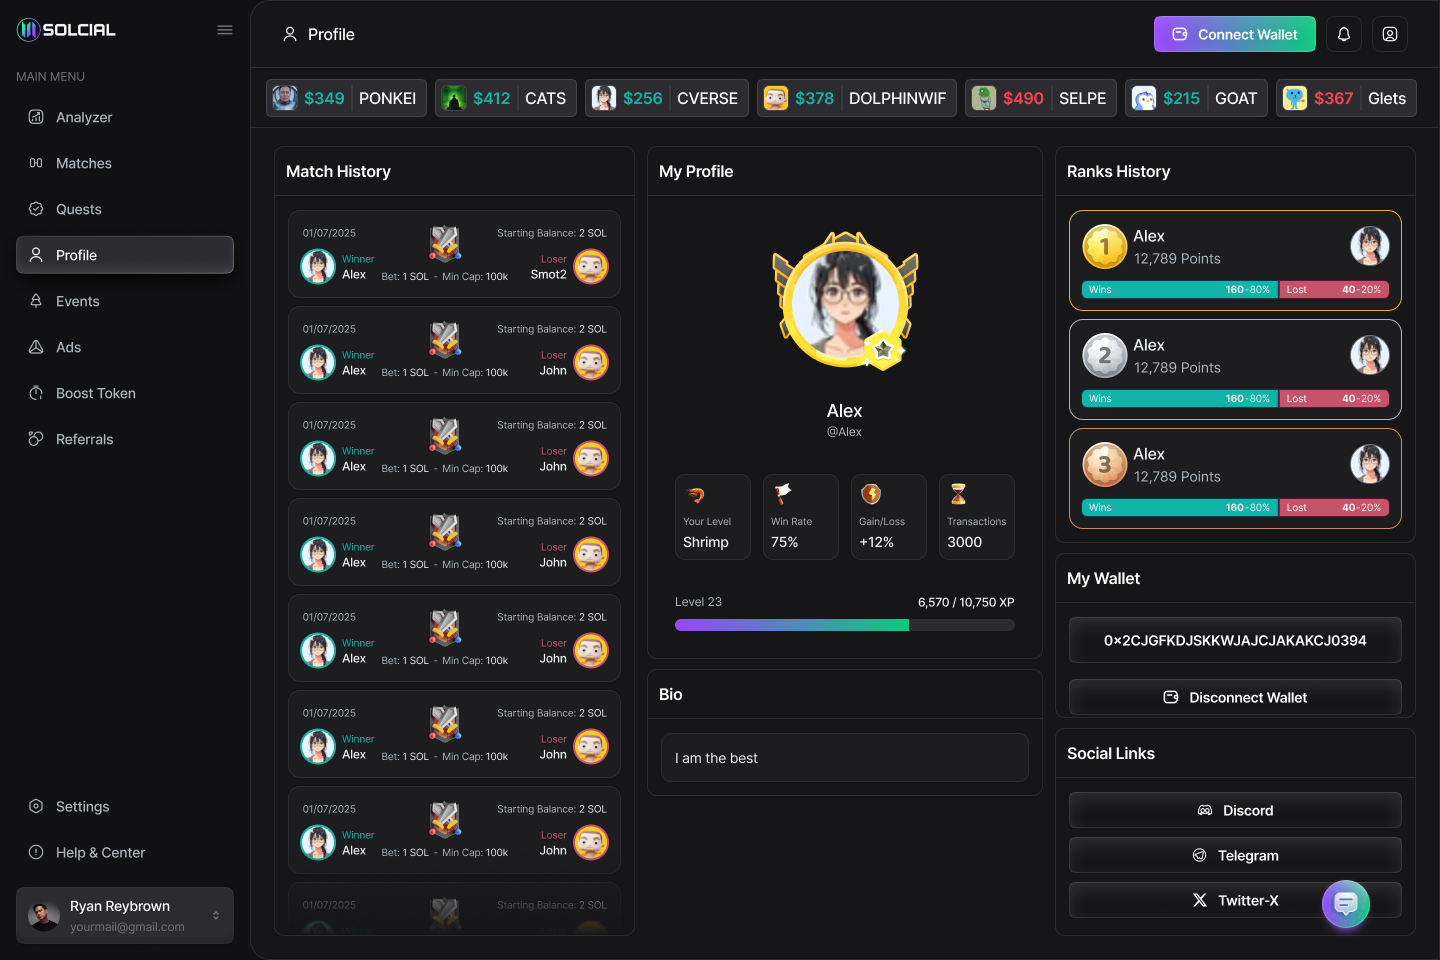 SOLCIAL
MAIN MENU
Analyzer
Matches
Quests
Profile
Events
Ads
Boost Token
Referrals
Settings
Help & Center
Ryan Reybrown
yourmail@gmail.com
Profile
Connect Wallet
$349 PONKEI
$412 CATS
$256 CVERSE
$378 DOLPHINWIF
$490 SELPE
$215 GOAT
$367 Glets
Match History
01/07/2025 Starting Balance: 2 SOL
Winner Loser
Alex Bet: 1 SOL - Min Cap: 100k Smot2
01/07/2025 Starting Balance: 2 SOL
Winner Loser
Alex Bet: 1 SOL - Min Cap: 100k John
01/07/2025 Starting Balance: 2 SOL
Winner Loser
Alex Bet: 1 SOL - Min Cap: 100k John
01/07/2025 Starting Balance: 2 SOL
Winner Loser
Alex Bet: 1 SOL - Min Cap: 100k John
01/07/2025 Starting Balance: 2 SOL
Winner Loser
Alex Bet: 1 SOL - Min Cap: 100k John
01/07/2025 Starting Balance: 2 SOL
Winner Loser
Alex Bet: 1 SOL - Min Cap: 100k John
01/07/2025 Starting Balance: 2 SOL
Winner Loser
Alex Bet: 1 SOL - Min Cap: 100k John
01/07/2025 Starting Balance: 2 SOL
Winner Loser
My Profile
Alex
@Alex
Your Level
Shrimp
Win Rate
75%
Gain/Loss
+12%
Transactions
3000
Level 23 6,570 / 10,750 XP
Bio
I am the best
Ranks History
1
Alex
12,789 Points
Wins 160-80% Lost 40-20%
2
Alex
12,789 Points
Wins 160-80% Lost 40-20%
3
Alex
12,789 Points
Wins 160-80% Lost 40-20%
My Wallet
0x2CJGFKDJSKKWJAJCJAKAKCJ0394
Disconnect Wallet
Social Links
Discord
Telegram
Twitter-X